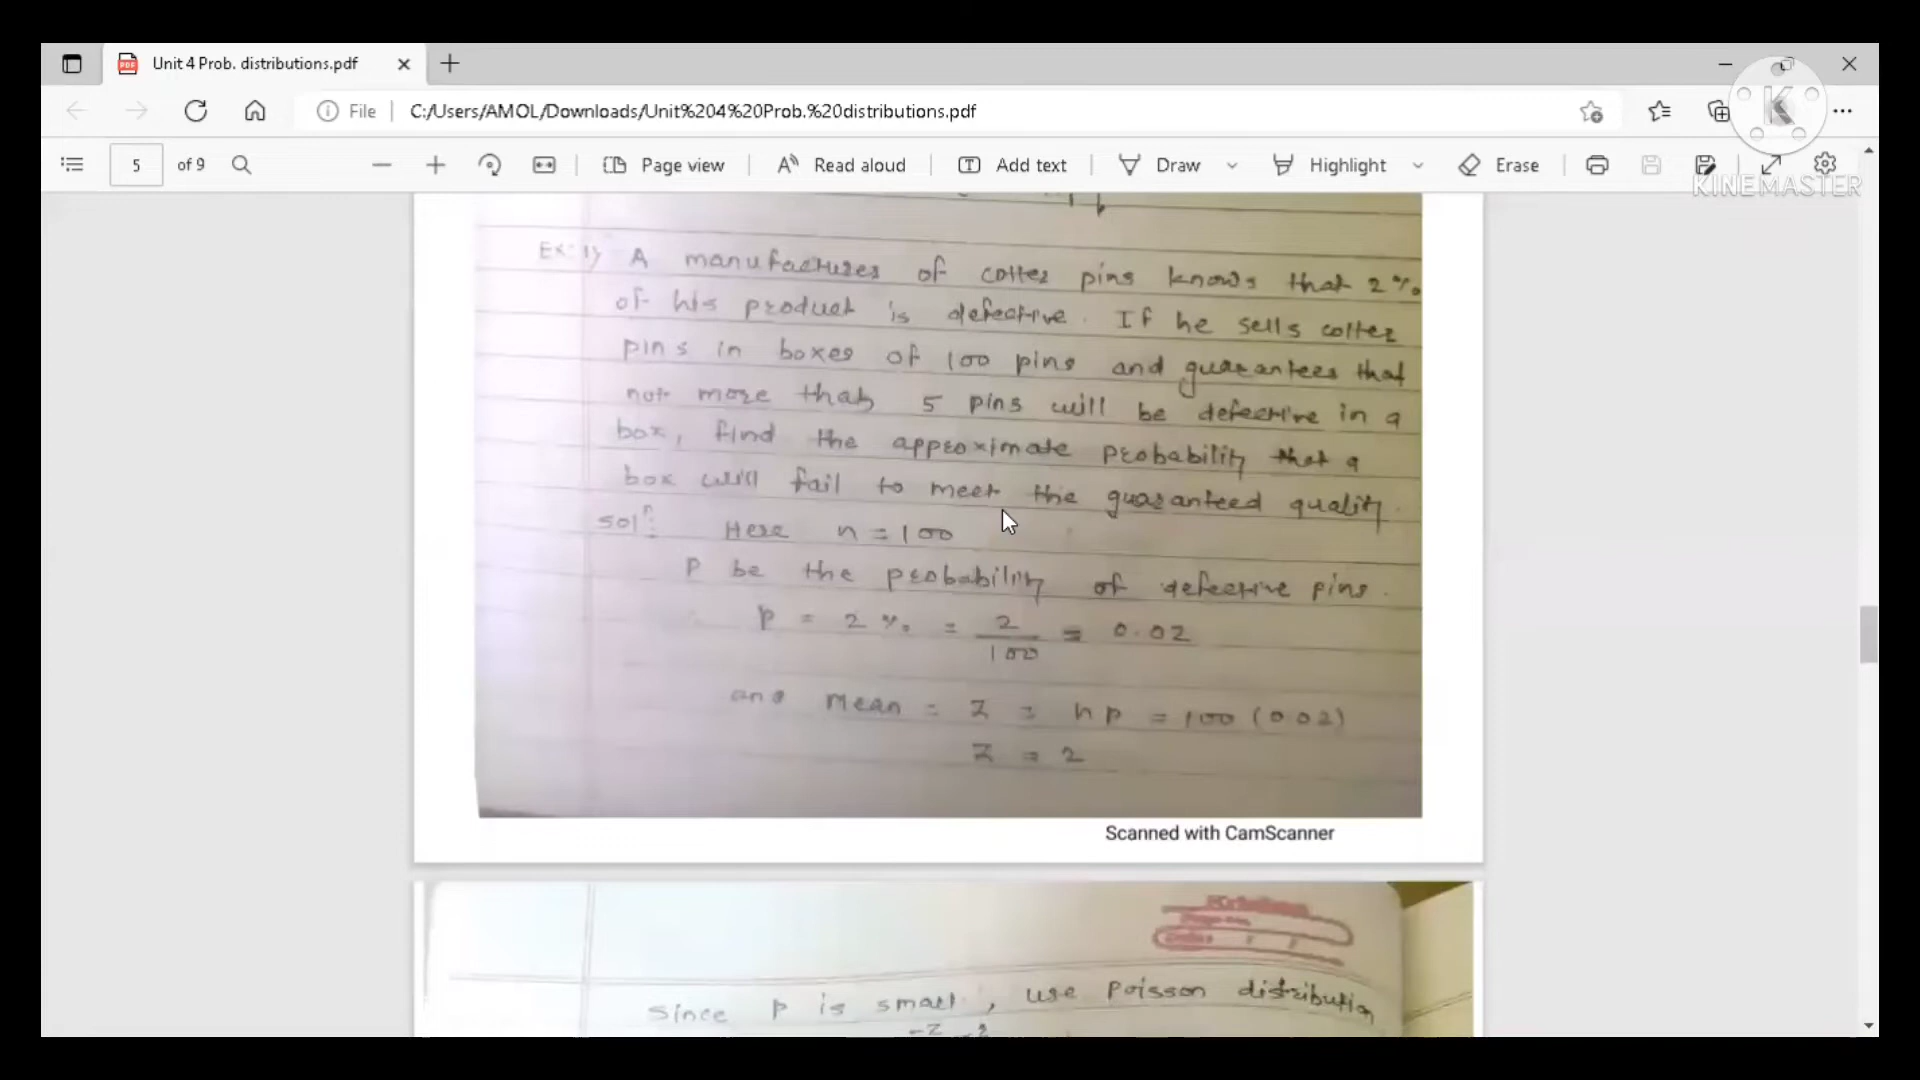 Unit 4 Prob. distributions.pdf
File C:/Users/AMOL/Downloads/Unit%204%20Prob.%20distributions.pdf
5 of 9 Page view Read aloud Add text Draw Highlight Erase
KINEMASTER
Ex:1) A manufactures of cotter pins knows that 2%
of his product is defective. If he sells cotter
pins in boxes of 100 pins and guarantees that
not more than 5 pins will be defective in a
box, find the approximate probability that a
box will fail to meet the guaranteed quality.
Solⁿ: Here n = 100
P be the probability of defective pins.
p = 2% = 2/100 = 0.02
and mean = z = np = 100 (0.02)
z = 2
Scanned with CamScanner
Since p is small, use poisson distribution